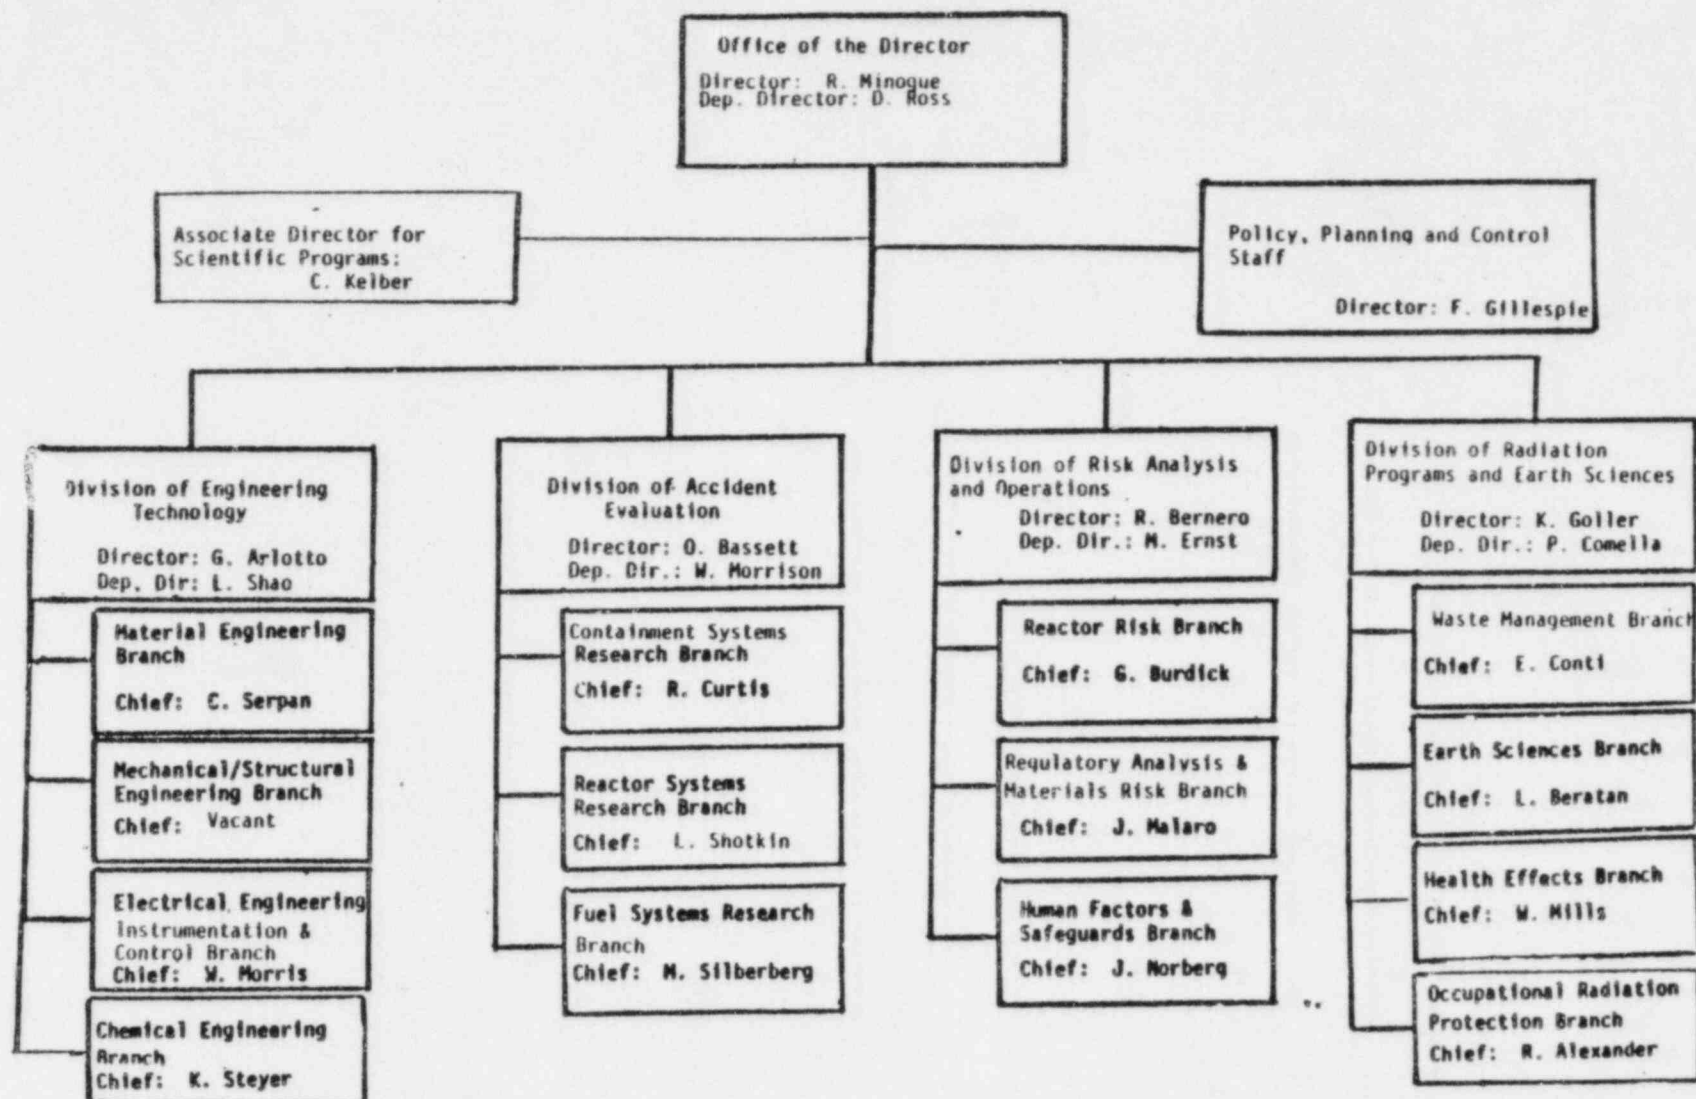 Office of the Director
Director: R. Minogue
Dep. Director: D. Ross
Associate Director for
Scientific Programs:
C. Kelber
Policy, Planning and Control
Staff
Director: F. Gillespie
Division of Engineering
Technology
Director: G. Arlotto
Dep. Dir: L. Shao
Material Engineering
Branch
Chief: C. Serpan
Mechanical/Structural
Engineering Branch
Chief: Vacant
Electrical Engineering
Instrumentation &
Control Branch
Chief: W. Morris
Chemical Engineering
Branch
Chief: K. Steyer
Division of Accident
Evaluation
Director: O. Bassett
Dep. Dir.: W. Morrison
Containment Systems
Research Branch
Chief: R. Curtis
Reactor Systems
Research Branch
Chief: L. Shotkin
Fuel Systems Research
Branch
Chief: M. Silberberg
Division of Risk Analysis
and Operations
Director: R. Bernero
Dep. Dir.: M. Ernst
Reactor Risk Branch
Chief: G. Burdick
Regulatory Analysis &
Materials Risk Branch
Chief: J. Malaro
Human Factors &
Safeguards Branch
Chief: J. Norberg
Division of Radiation
Programs and Earth Sciences
Director: K. Goller
Dep. Dir.: P. Comella
Waste Management Branch
Chief: E. Conti
Earth Sciences Branch
Chief: L. Beratan
Health Effects Branch
Chief: W. Mills
Occupational Radiation
Protection Branch
Chief: R. Alexander